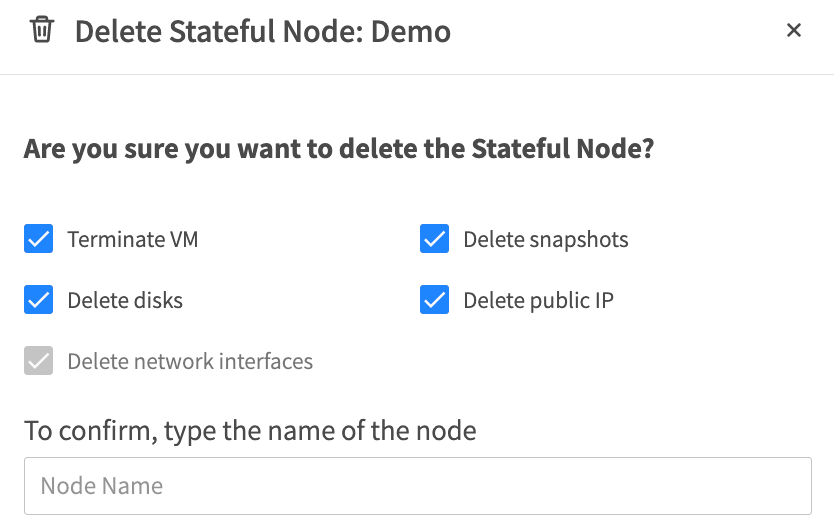 Delete Stateful Node: Demo
Are you sure you want to delete the Stateful Node?
Terminate VM
Delete snapshots
Delete disks
Delete public IP
Delete network interfaces
To confirm, type the name of the node
Node Name